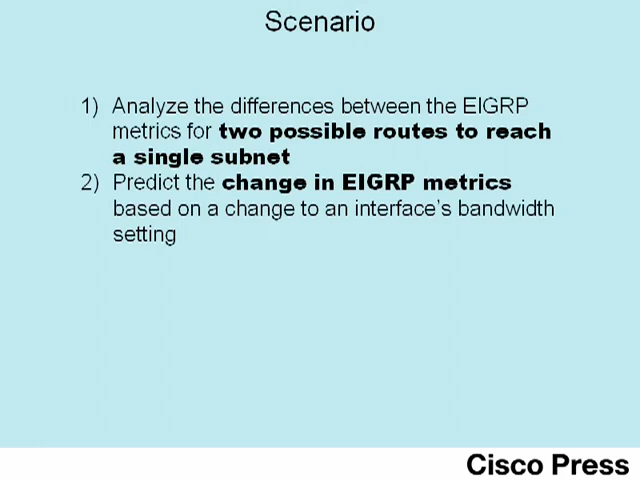 Scenario
1) Analyze the differences between the EIGRP
metrics for two possible routes to reach
a single subnet
2) Predict the change in EIGRP metrics
based on a change to an interface's bandwidth
setting
Cisco Press